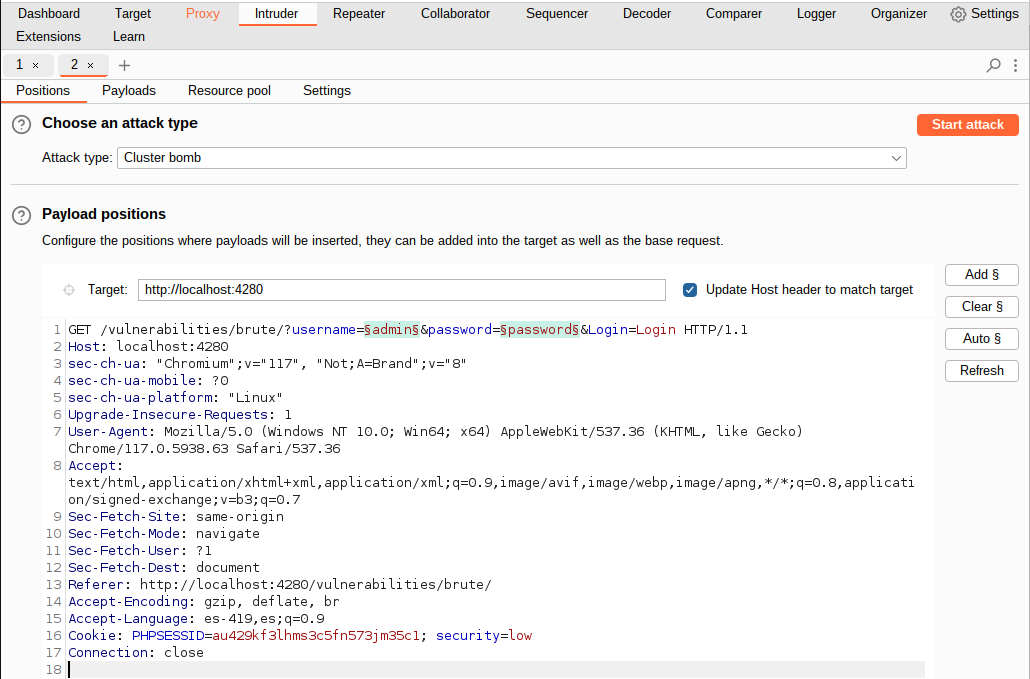 Dashboard Target Proxy Intruder Repeater Collaborator Sequencer Decoder Comparer Logger Organizer Settings
Extensions Learn
1 × 2 × +
Positions Payloads Resource pool Settings
? Choose an attack type Start attack
Attack type: Cluster bomb
? Payload positions
Configure the positions where payloads will be inserted, they can be added into the target as well as the base request.
Target: http://localhost:4280 Update Host header to match target
Add §
Clear §
Auto §
Refresh
1 GET /vulnerabilities/brute/?username=§admin§&password=§password§&Login=Login HTTP/1.1
2 Host: localhost:4280
3 sec-ch-ua: "Chromium";v="117", "Not;A=Brand";v="8"
4 sec-ch-ua-mobile: ?0
5 sec-ch-ua-platform: "Linux"
6 Upgrade-Insecure-Requests: 1
7 User-Agent: Mozilla/5.0 (Windows NT 10.0; Win64; x64) AppleWebKit/537.36 (KHTML, like Gecko)
Chrome/117.0.5938.63 Safari/537.36
8 Accept:
text/html,application/xhtml+xml,application/xml;q=0.9,image/avif,image/webp,image/apng,*/*;q=0.8,applicati
on/signed-exchange;v=b3;q=0.7
9 Sec-Fetch-Site: same-origin
10 Sec-Fetch-Mode: navigate
11 Sec-Fetch-User: ?1
12 Sec-Fetch-Dest: document
13 Referer: http://localhost:4280/vulnerabilities/brute/
14 Accept-Encoding: gzip, deflate, br
15 Accept-Language: es-419,es;q=0.9
16 Cookie: PHPSESSID=au429kf3lhms3c5fn573jm35c1; security=low
17 Connection: close
18